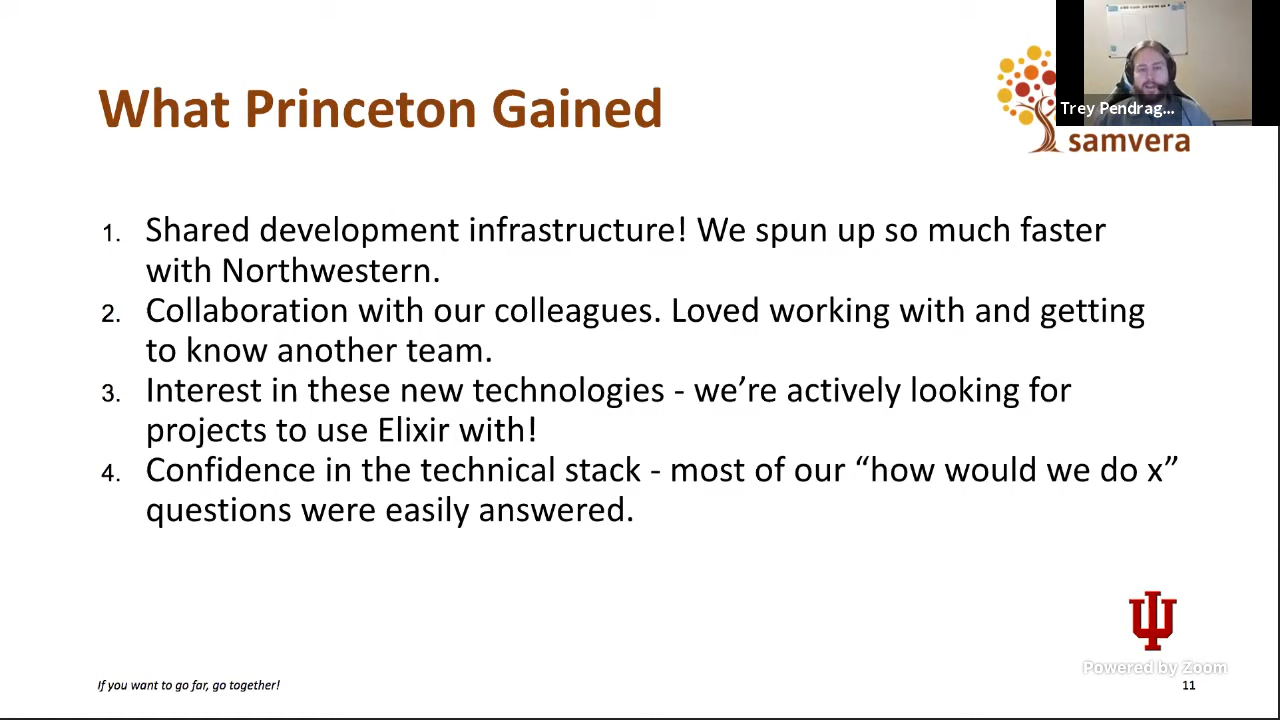 What Princeton Gained
Trey Pendrag...
samvera
1. Shared development infrastructure! We spun up so much faster
with Northwestern.
2. Collaboration with our colleagues. Loved working with and getting
to know another team.
3. Interest in these new technologies - we’re actively looking for
projects to use Elixir with!
4. Confidence in the technical stack - most of our “how would we do x”
questions were easily answered.
Powered by Zoom
If you want to go far, go together!
11